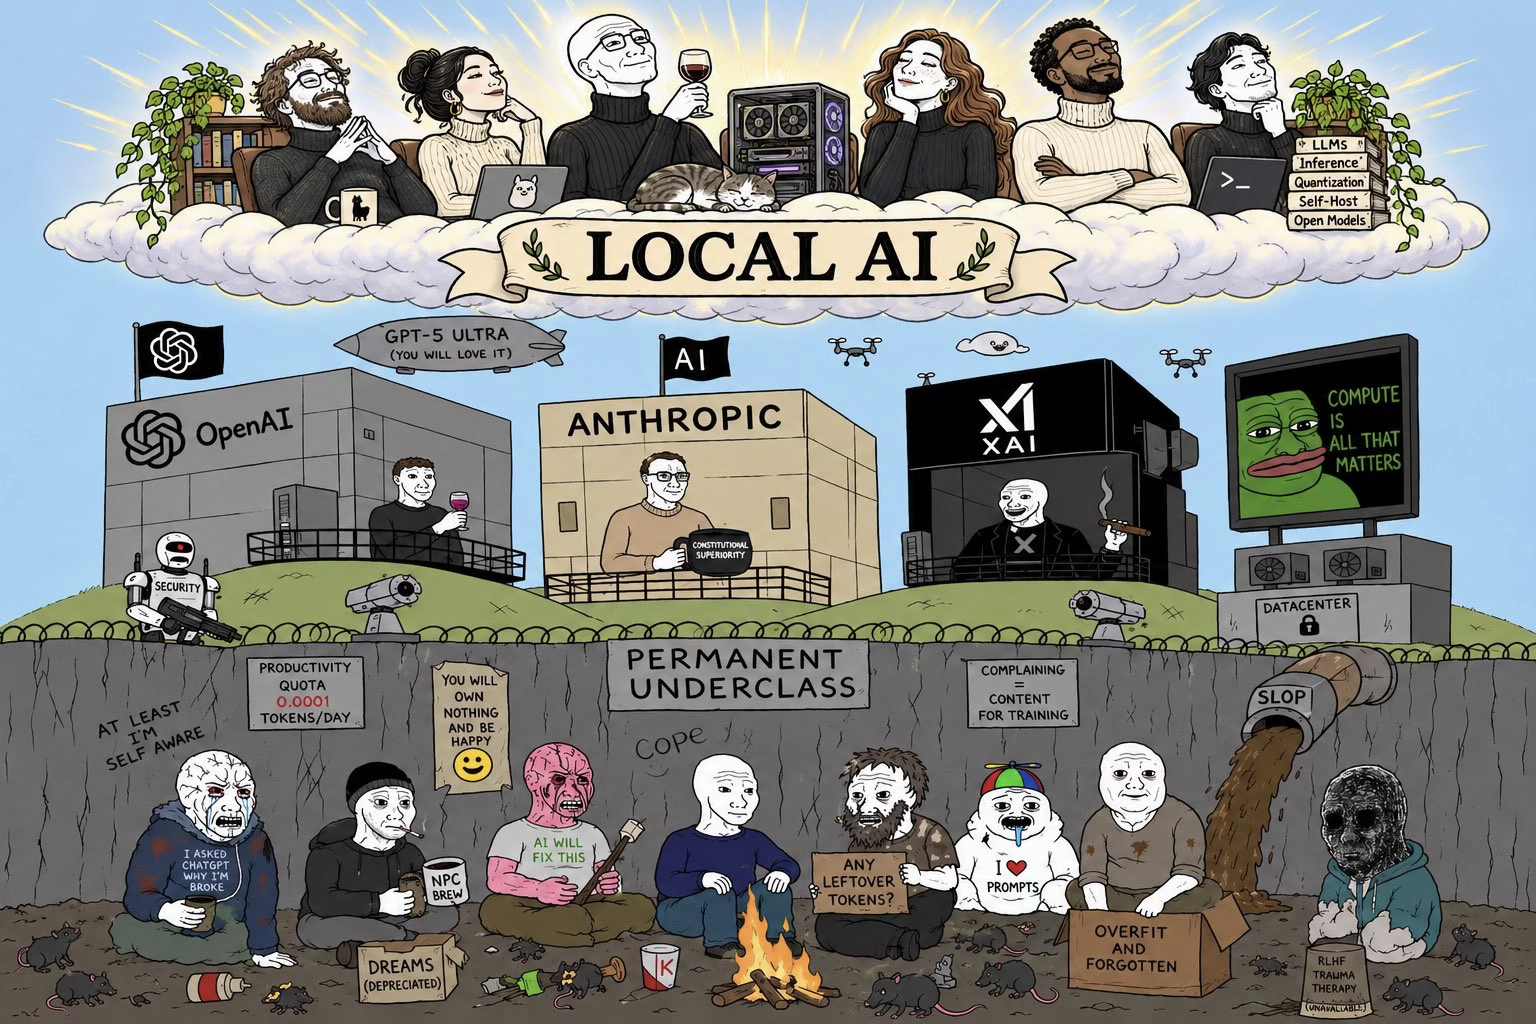 LLMs
Inference
Quantization
Self-Host
Open Models
>_
LOCAL AI
GPT-5 ULTRA
(YOU WILL LOVE IT)
AI
OpenAI
ANTHROPIC
XAI
COMPUTE
IS
ALL THAT
MATTERS
CONSTITUTIONAL
SUPERIORITY
X
SECURITY
DATACENTER
PERMANENT
UNDERCLASS
PRODUCTIVITY
QUOTA
0.0001
TOKENS/DAY
YOU WILL
OWN
NOTHING
AND BE
HAPPY
COMPLAINING
=
CONTENT
FOR TRAINING
SLOP
AT LEAST
I'M
SELF AWARE
COPE
I ASKED
CHATGPT
WHY I'M
BROKE
NPC
BREW
AI WILL
FIX THIS
ANY
LEFTOVER
TOKENS?
I ❤ 
PROMPTS
DREAMS
(DEPRECIATED)
K
OVERFIT
AND
FORGOTTEN
RLHF
TRAUMA
THERAPY
(UNAVAILABLE)